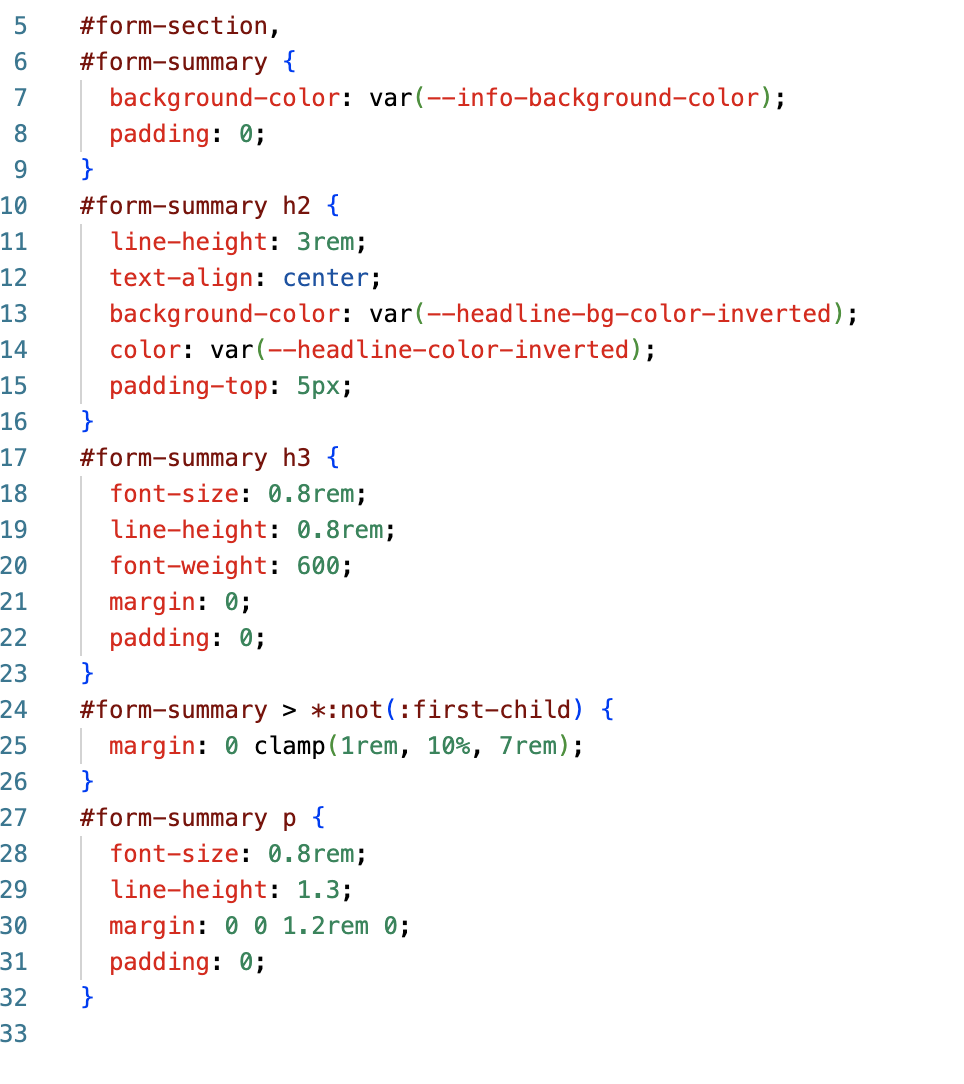 5 #form-section,
6 #form-summary {
7 background-color: var(--info-background-color);
8 padding: 0;
9 }
10 #form-summary h2 {
11 line-height: 3rem;
12 text-align: center;
13 background-color: var(--headline-bg-color-inverted);
14 color: var(--headline-color-inverted);
15 padding-top: 5px;
16 }
17 #form-summary h3 {
18 font-size: 0.8rem;
19 line-height: 0.8rem;
20 font-weight: 600;
21 margin: 0;
22 padding: 0;
23 }
24 #form-summary > *:not(:first-child) {
25 margin: 0 clamp(1rem, 10%, 7rem);
26 }
27 #form-summary p {
28 font-size: 0.8rem;
29 line-height: 1.3;
30 margin: 0 0 1.2rem 0;
31 padding: 0;
32 }
33